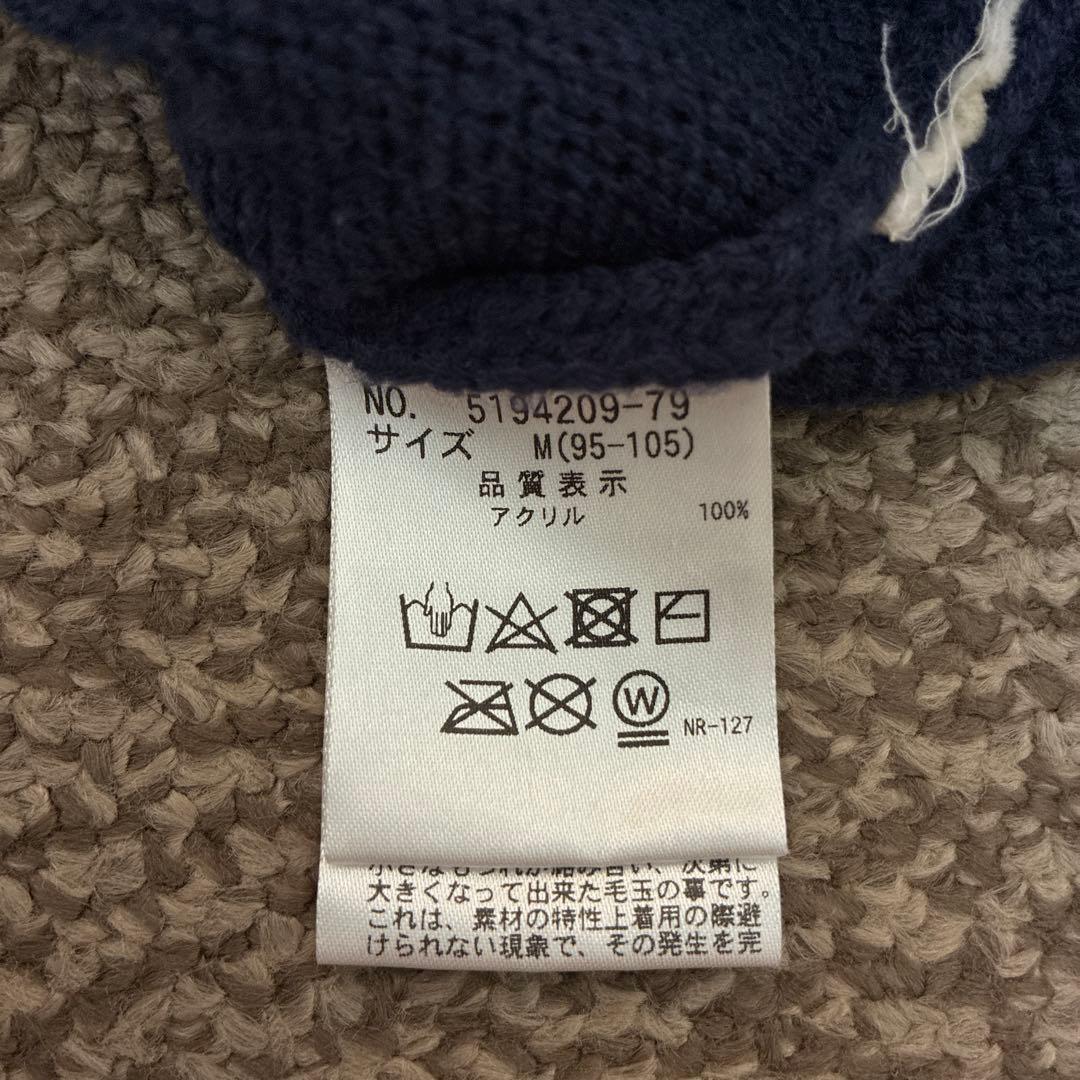 NO. 5194209-79
サイズ M(95-105)
品質表示
アクリル 100%
W
NR-127
大きくなって出来た毛玉の事です。
これは、素材の特性上着用の際避
けられない現象で、その発生を完